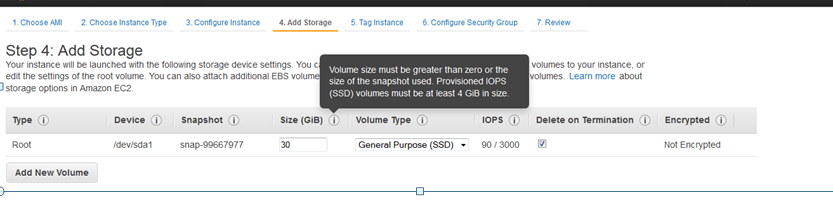 1. Choose AMI 2. Choose Instance Type 3. Configure Instance 4. Add Storage 5. Tag Instance 6. Configure Security Group 7. Review
Step 4: Add Storage
Your instance will be launched with the following storage device settings. You ca volumes to your instance, or
edit the settings of the root volume. You can also attach additional EBS volume volumes. Learn more about
storage options in Amazon EC2.
Volume size must be greater than zero or the
size of the snapshot used. Provisioned IOPS
(SSD) volumes must be at least 4 GiB in size.
Type i Device i Snapshot i Size (GiB) i Volume Type i IOPS i Delete on Termination i Encrypted i
Root /dev/sda1 snap-99667977 30 General Purpose (SSD) 90 / 3000 Not Encrypted
Add New Volume